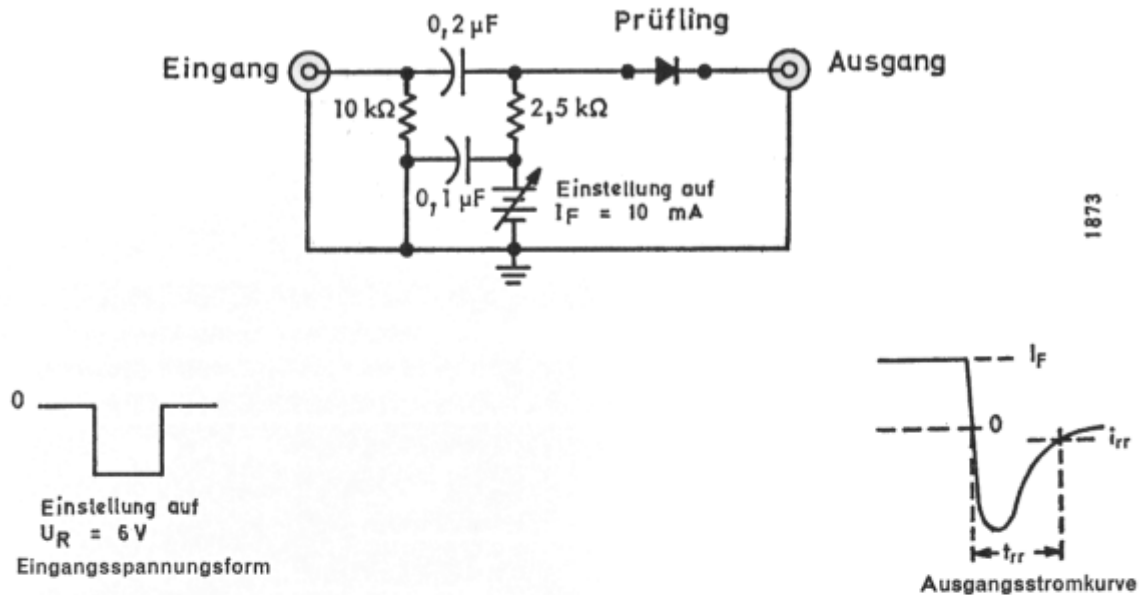 0,2 µF
Prüfling
Eingang
Ausgang
10 kΩ
2,5 kΩ
0,1 µF
Einstellung auf
I_F = 10 mA
1873
0
Einstellung auf
U_R = 6 V
Eingangsspannungsform
I_F
0
i_rr
t_rr
Ausgangsstromkurve